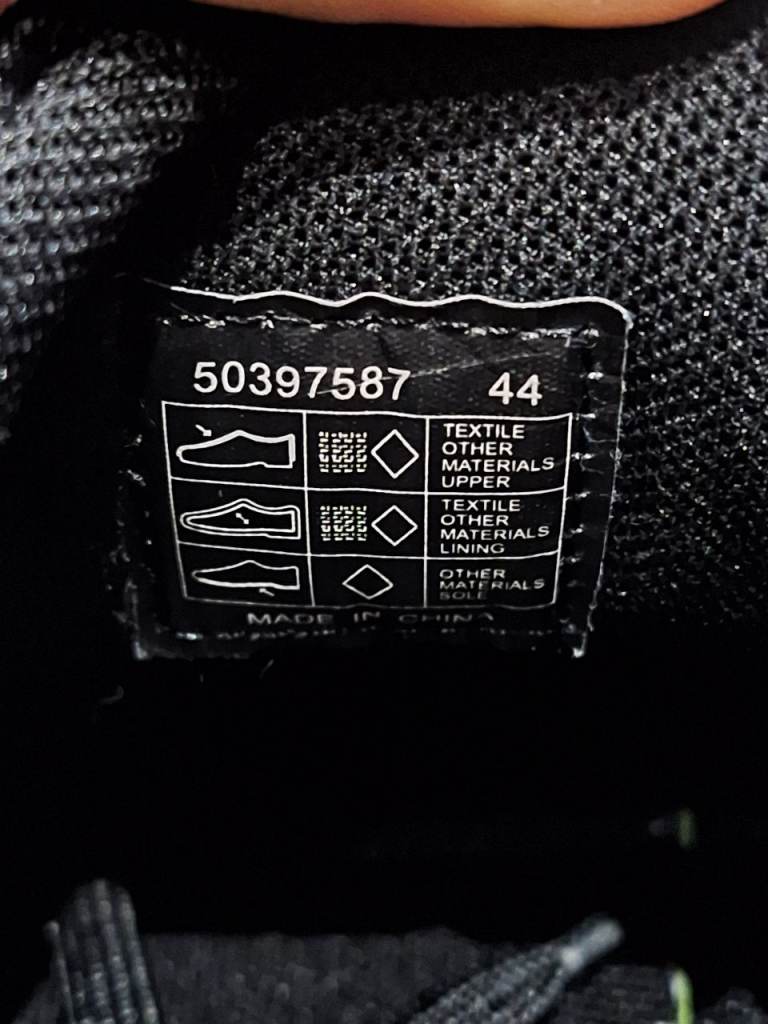 50397587 44
TEXTILE
OTHER
MATERIALS
UPPER
TEXTILE
OTHER
MATERIALS
LINING
OTHER
MATERIALS
SOLE
MADE IN CHINA